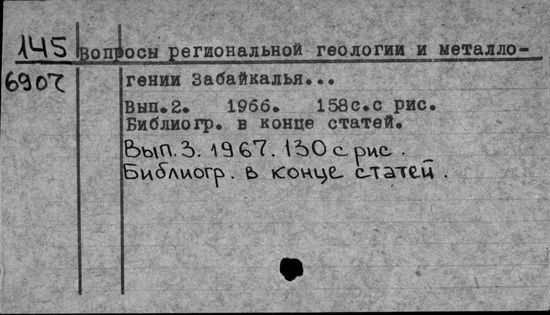 145 Вопросы региональной геологии и металло-
6907 гении Забайкалья...
Вып.2. 1966. 158с.с рис.
Библиогр. в конце статей.
Вып.3. 1967. 130 с рис.
Библиогр. в конце статей.